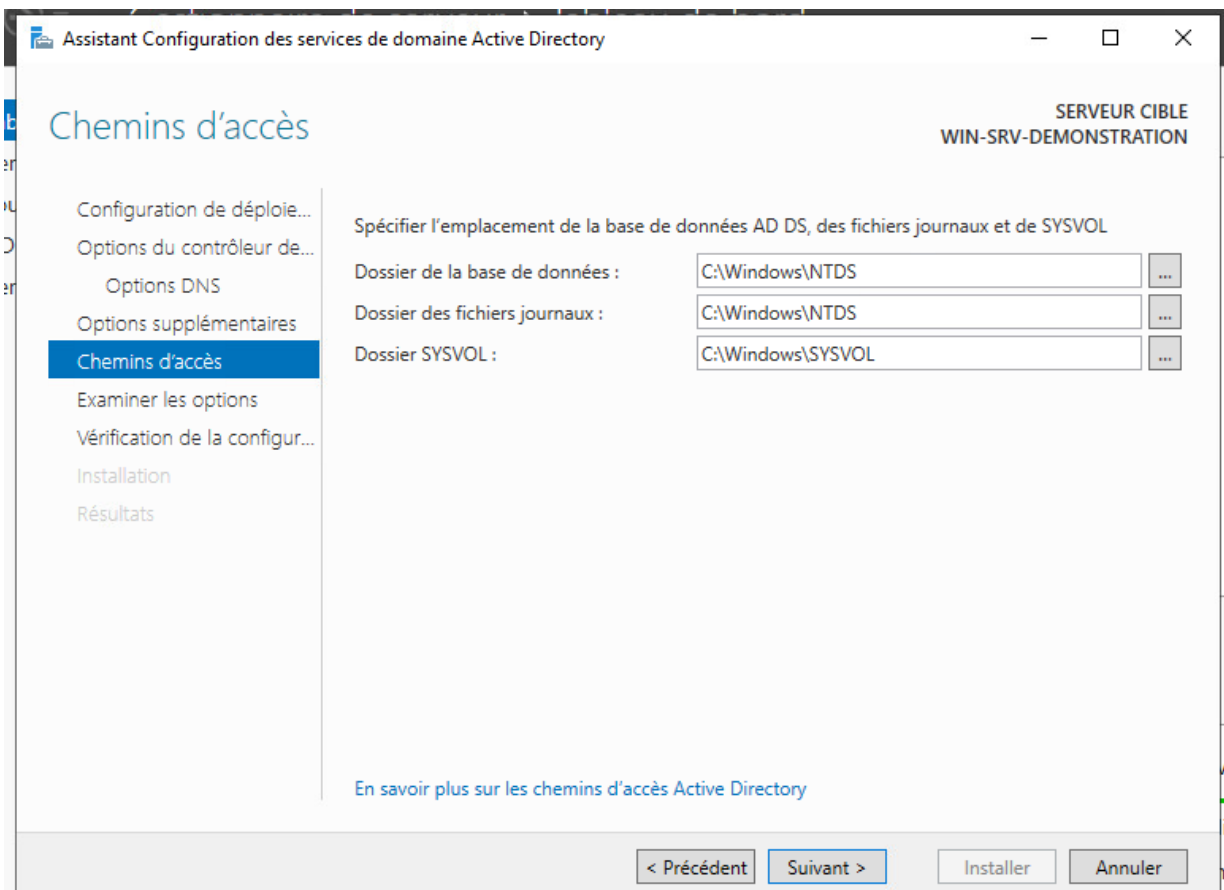 Assistant Configuration des services de domaine Active Directory
Chemins d'accès
SERVEUR CIBLE
WIN-SRV-DEMONSTRATION
Configuration de déploie...
Options du contrôleur de...
Options DNS
Options supplémentaires
Chemins d'accès
Examiner les options
Vérification de la configur...
Installation
Résultats
Spécifier l'emplacement de la base de données AD DS, des fichiers journaux et de SYSVOL
Dossier de la base de données : C:\Windows\NTDS ...
Dossier des fichiers journaux : C:\Windows\NTDS ...
Dossier SYSVOL : C:\Windows\SYSVOL ...
En savoir plus sur les chemins d'accès Active Directory
< Précédent Suivant > Installer Annuler